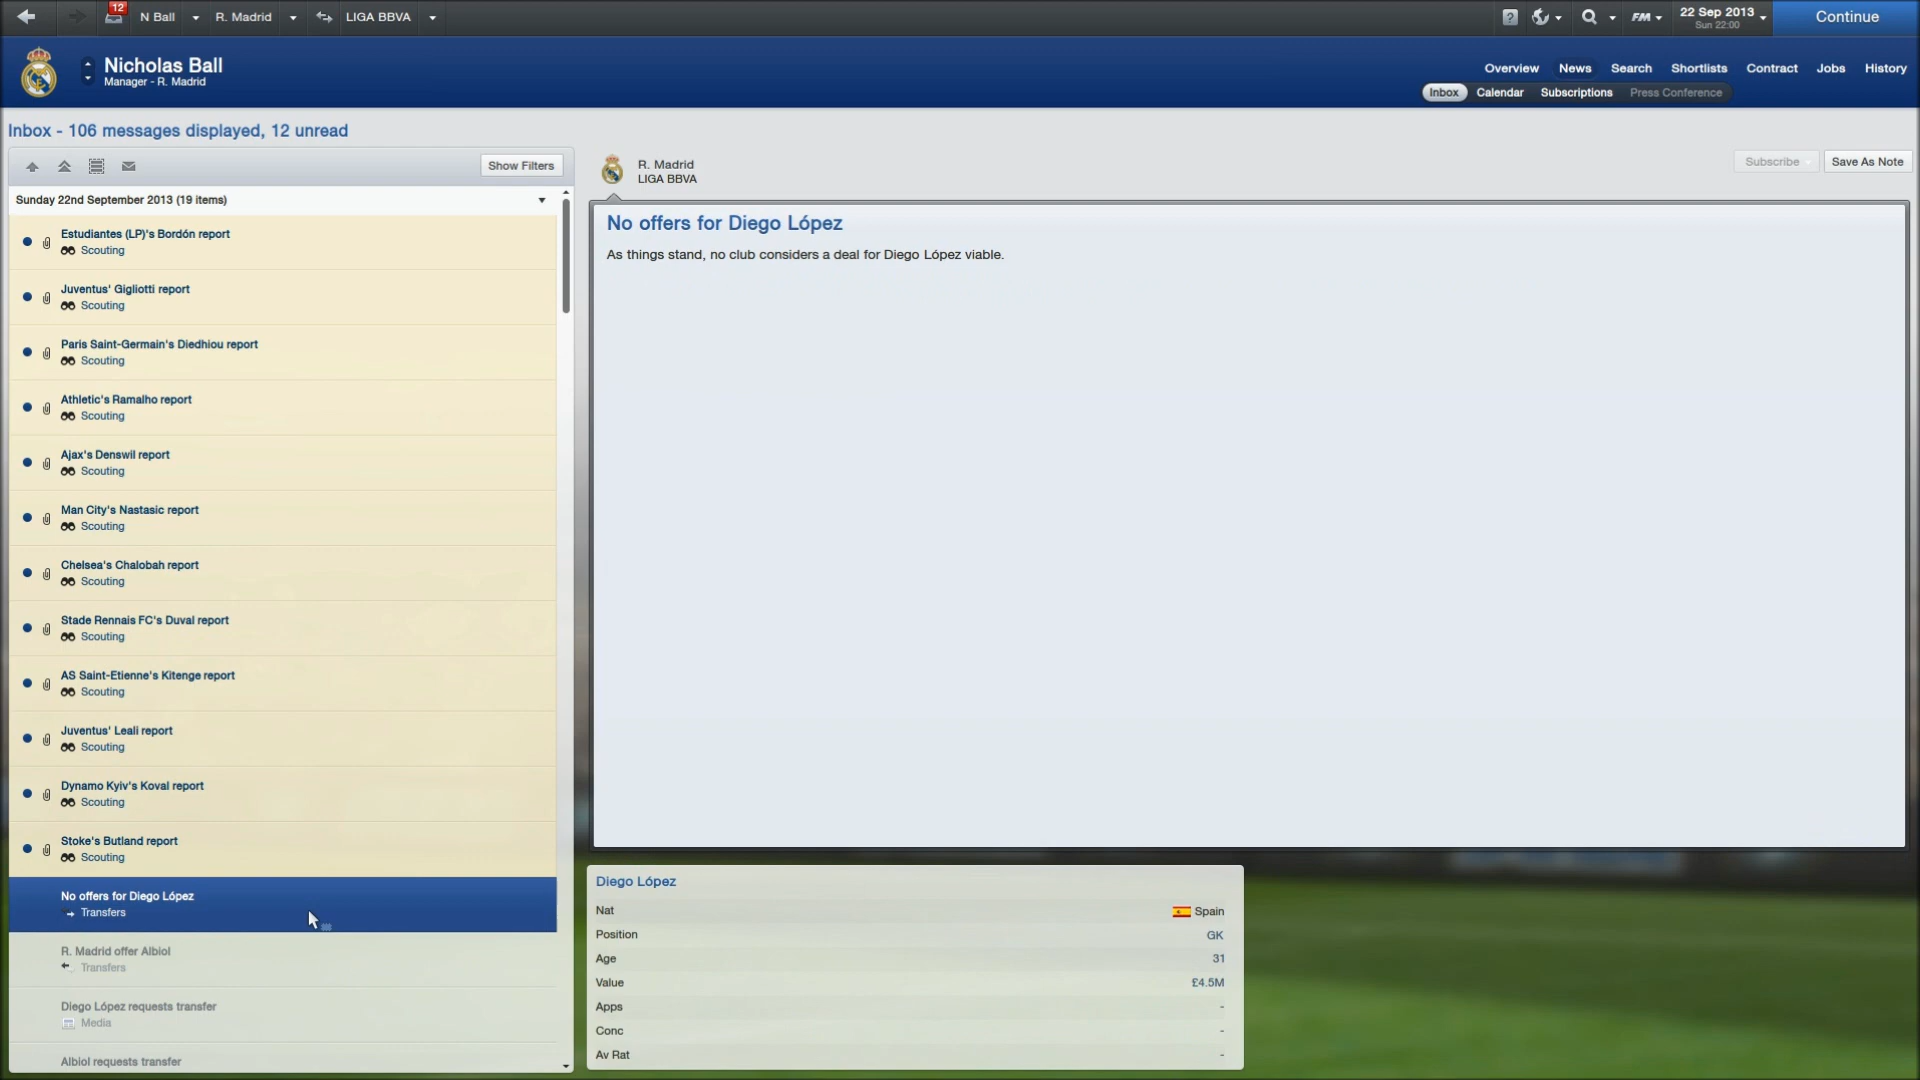 12
N Ball
R. Madrid
LIGA BBVA
?
FM
22 Sep 2013
Sun 22:00
Continue
Nicholas Ball
Manager - R. Madrid
Overview
News
Search
Shortlists
Contract
Jobs
History
Inbox
Calendar
Subscriptions
Press Conference
Inbox - 106 messages displayed, 12 unread
Show Filters
Sunday 22nd September 2013 (19 items)
Estudiantes (LP)'s Bordón report
Scouting
Juventus' Gigliotti report
Scouting
Paris Saint-Germain's Diedhiou report
Scouting
Athletic's Ramalho report
Scouting
Ajax's Denswil report
Scouting
Man City's Nastasic report
Scouting
Chelsea's Chalobah report
Scouting
Stade Rennais FC's Duval report
Scouting
AS Saint-Etienne's Kitenge report
Scouting
Juventus' Leali report
Scouting
Dynamo Kyiv's Koval report
Scouting
Stoke's Butland report
Scouting
No offers for Diego López
Transfers
R. Madrid offer Albiol
Transfers
Diego López requests transfer
Media
Albiol requests transfer
R. Madrid
LIGA BBVA
Subscribe
Save As Note
No offers for Diego López
As things stand, no club considers a deal for Diego López viable.
Diego López
Nat Spain
Position GK
Age 31
Value £4.5M
Apps -
Conc -
Av Rat -